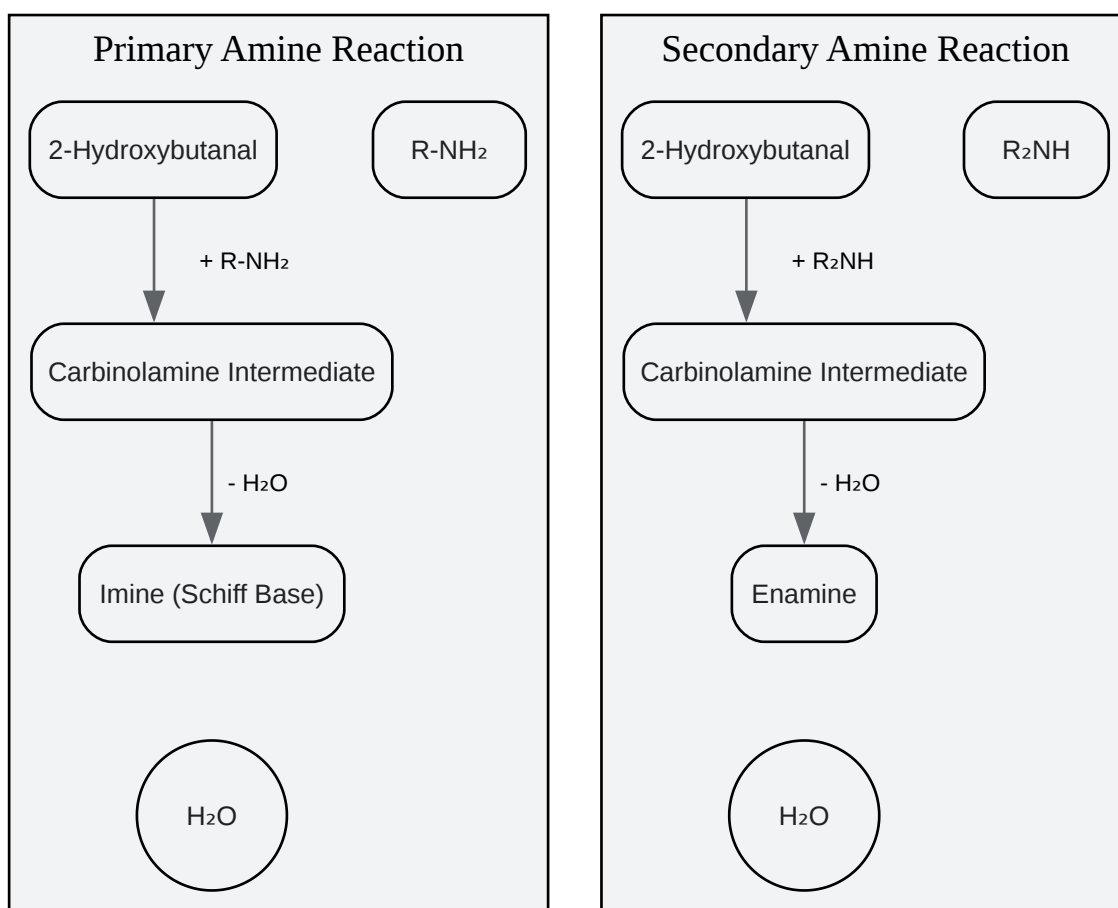 Primary Amine Reaction
2-Hydroxybutanal
R-NH₂
+ R-NH₂
Carbinolamine Intermediate
- H₂O
Imine (Schiff Base)
H₂O
Secondary Amine Reaction
2-Hydroxybutanal
R₂NH
+ R₂NH
Carbinolamine Intermediate
- H₂O
Enamine
H₂O